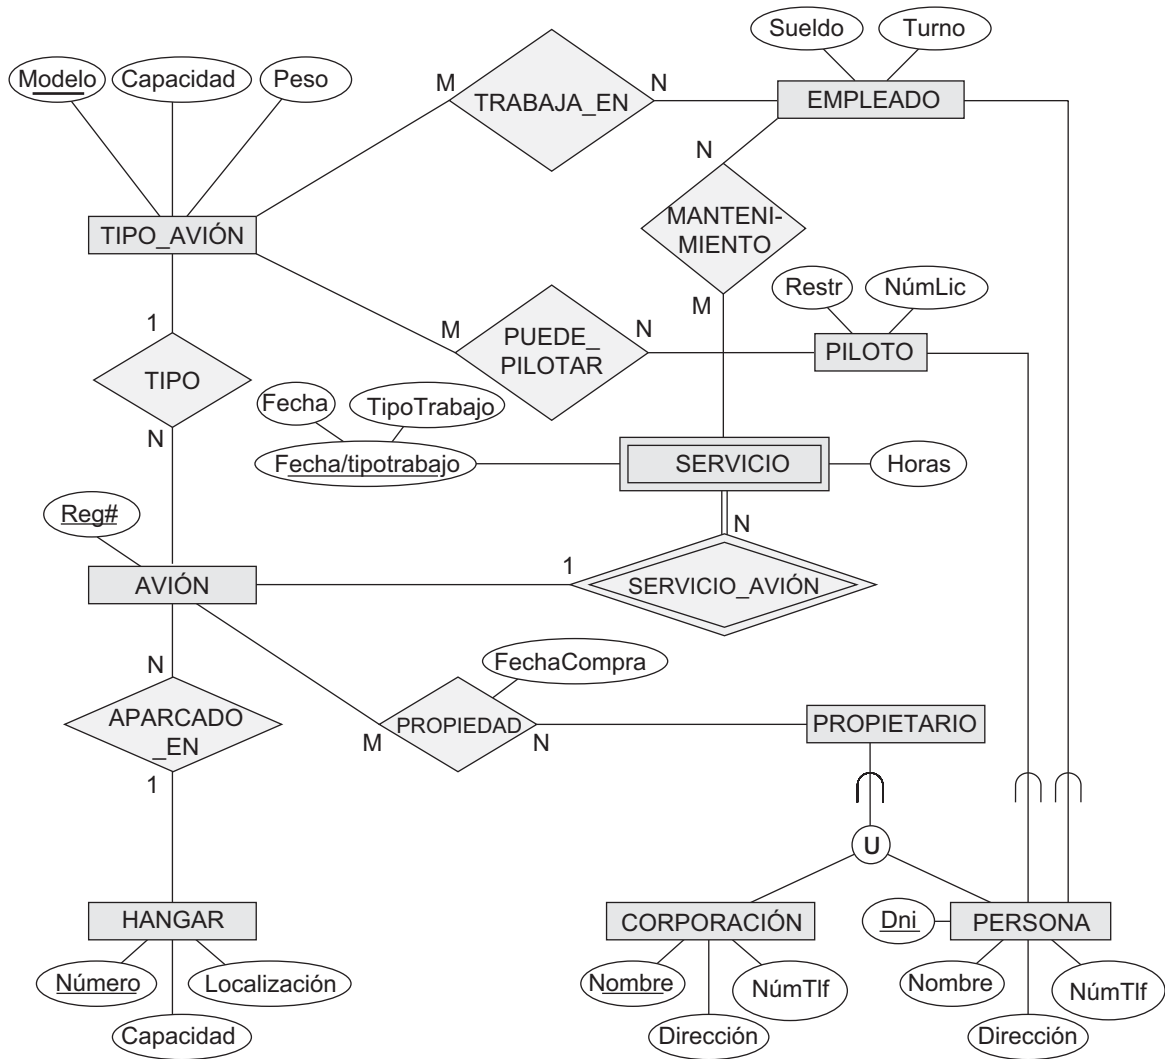 Sueldo
Turno
Modelo
Capacidad
Peso
M
TRABAJA_EN
N
EMPLEADO
N
TIPO_AVIÓN
MANTENI-
MIENTO
M
Restr
NúmLic
1
M
PUEDE_
PILOTAR
N
PILOTO
TIPO
N
Fecha
TipoTrabajo
Fecha/tipotrabajo
SERVICIO
Horas
Reg#
N
AVIÓN
1
SERVICIO_AVIÓN
N
FechaCompra
APARCADO
_EN
M
PROPIEDAD
N
PROPIETARIO
1
U
HANGAR
CORPORACIÓN
Dni
PERSONA
Número
Localización
Nombre
NúmTlf
Nombre
NúmTlf
Capacidad
Dirección
Dirección